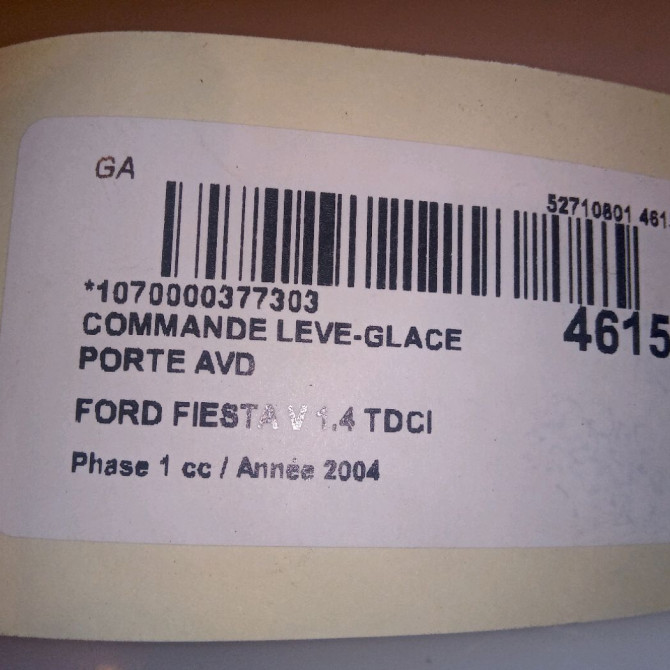 GA
52710801 461
*1070000377303
4615
COMMANDE LEVE-GLACE
PORTE AVD
FORD FIESTA V 1.4 TDCI
Phase 1 cc / Année 2004